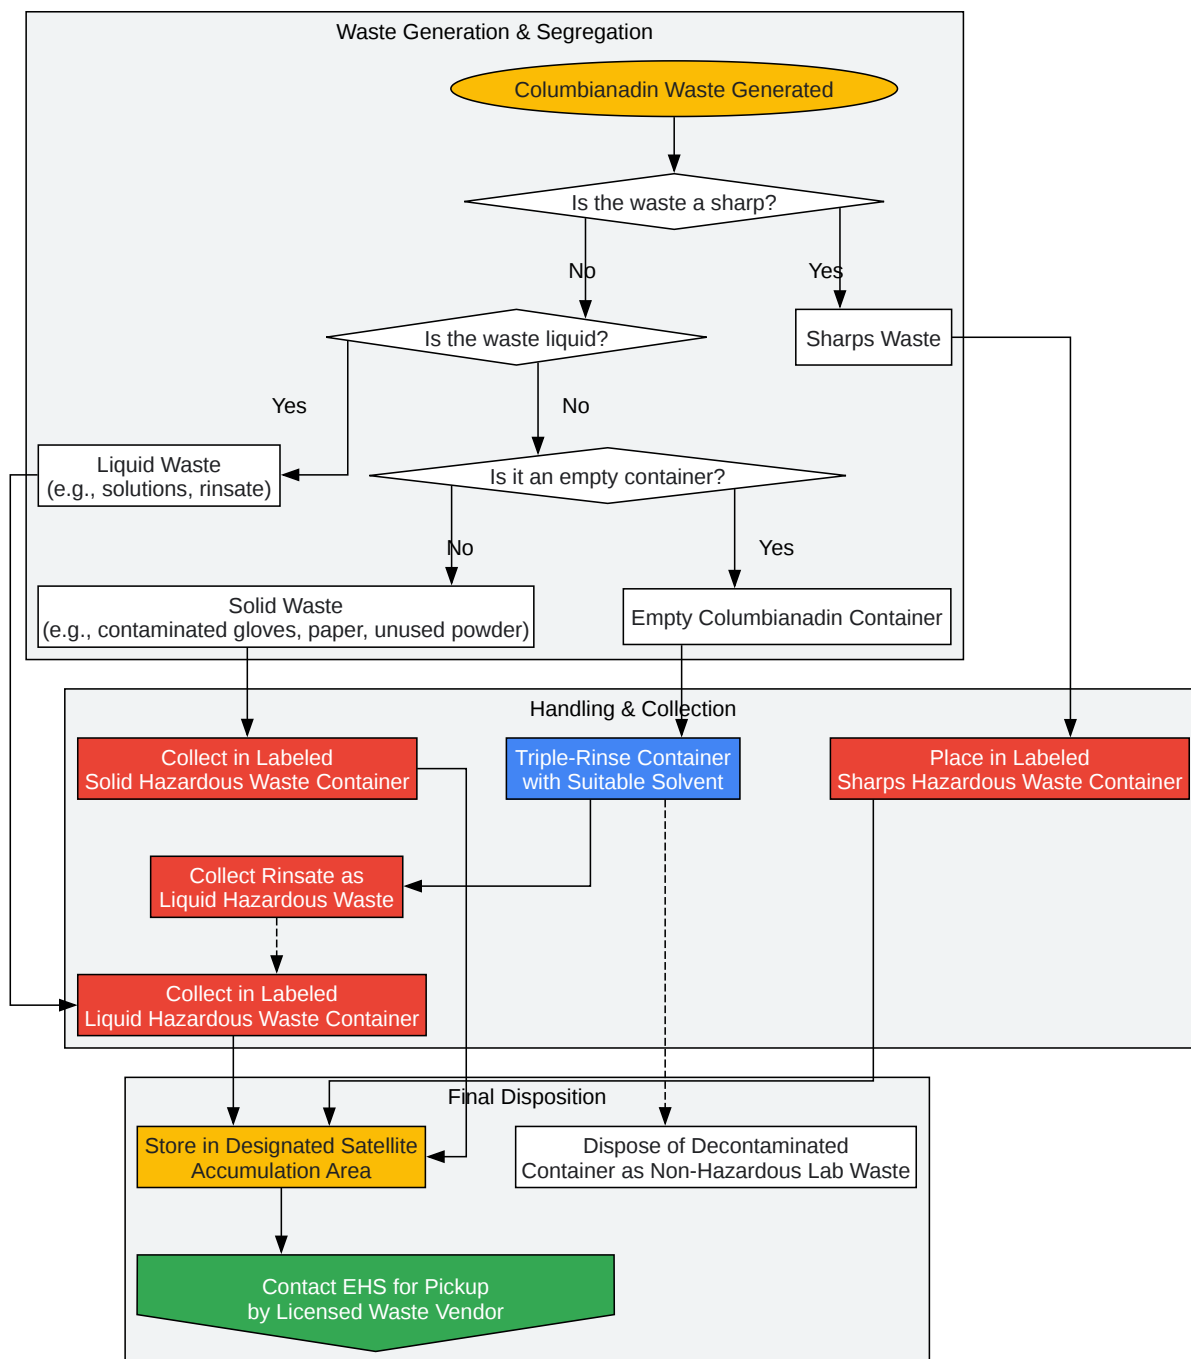 Waste Generation & Segregation
Columbianadin Waste Generated
Is the waste a sharp?
No
Yes
Is the waste liquid?
Sharps Waste
Yes
No
Liquid Waste
(e.g., solutions, rinsate)
Is it an empty container?
No
Yes
Solid Waste
(e.g., contaminated gloves, paper, unused powder)
Empty Columbianadin Container
Handling & Collection
Collect in Labeled
Solid Hazardous Waste Container
Triple-Rinse Container
with Suitable Solvent
Place in Labeled
Sharps Hazardous Waste Container
Collect Rinsate as
Liquid Hazardous Waste
Collect in Labeled
Liquid Hazardous Waste Container
Final Disposition
Store in Designated Satellite
Accumulation Area
Dispose of Decontaminated
Container as Non-Hazardous Lab Waste
Contact EHS for Pickup
by Licensed Waste Vendor